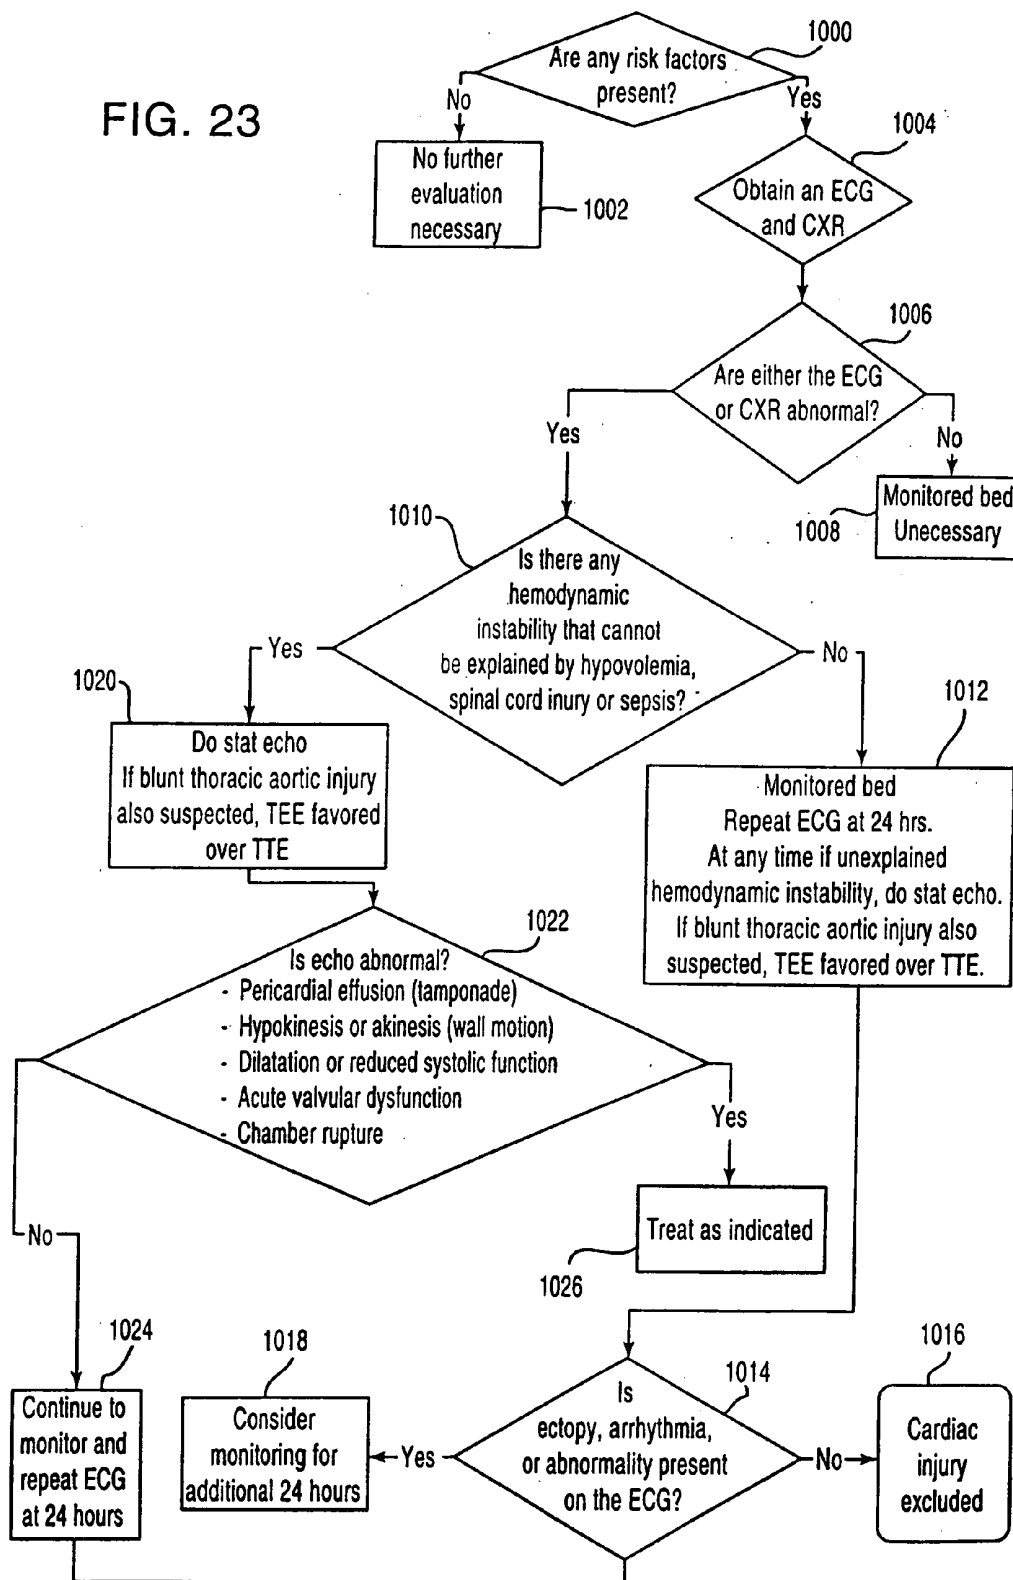 FIG. 23
1000
Are any risk factors
present?
No
Yes
No further
evaluation
necessary
1002
1004
Obtain an ECG
and CXR
1006
Are either the ECG
or CXR abnormal?
Yes
No
Monitored bed
Unecessary
1008
1010
Is there any
hemodynamic
instability that cannot
be explained by hypovolemia,
spinal cord inury or sepsis?
Yes
No
1020
Do stat echo
If blunt thoracic aortic injury
also suspected, TEE favored
over TTE
1012
Monitored bed
Repeat ECG at 24 hrs.
At any time if unexplained
hemodynamic instability, do stat echo.
If blunt thoracic aortic injury also
suspected, TEE favored over TTE.
1022
Is echo abnormal?
- Pericardial effusion (tamponade)
- Hypokinesis or akinesis (wall motion)
- Dilatation or reduced systolic function
- Acute valvular dysfunction
- Chamber rupture
Yes
No
Treat as indicated
1026
1024
Continue to
monitor and
repeat ECG
at 24 hours
1018
Consider
monitoring for
additional 24 hours
Yes
1014
Is
ectopy, arrhythmia,
or abnormality present
on the ECG?
No
1016
Cardiac
injury
excluded